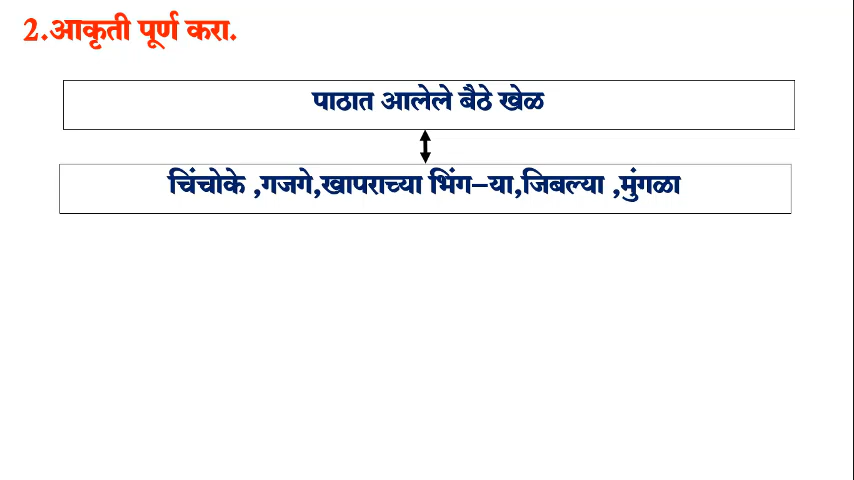 2.आकृती पूर्ण करा.
पाठात आलेले बैठे खेळ
चिंचोके ,गजगे,खापराच्या भिंग–या,जिबल्या ,मुंगळा